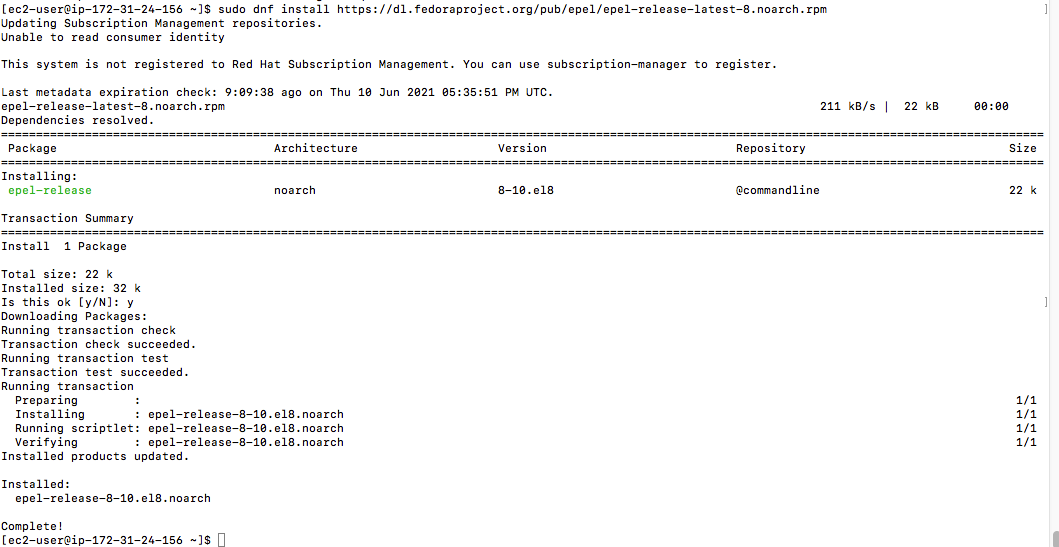 [ec2-user@ip-172-31-24-156 ~]$ sudo dnf install https://dl.fedoraproject.org/pub/epel/epel-release-latest-8.noarch.rpm ]
Updating Subscription Management repositories.
Unable to read consumer identity
This system is not registered to Red Hat Subscription Management. You can use subscription-manager to register.
Last metadata expiration check: 9:09:38 ago on Thu 10 Jun 2021 05:35:51 PM UTC.
epel-release-latest-8.noarch.rpm 211 kB/s | 22 kB 00:00
Dependencies resolved.
================================================================================
Package Architecture Version Repository Size
================================================================================
Installing:
epel-release noarch 8-10.el8 @commandline 22 k
Transaction Summary
================================================================================
Install 1 Package
Total size: 22 k
Installed size: 32 k
Is this ok [y/N]: y ]
Downloading Packages:
Running transaction check
Transaction check succeeded.
Running transaction test
Transaction test succeeded.
Running transaction
Preparing : 1/1
Installing : epel-release-8-10.el8.noarch 1/1
Running scriptlet: epel-release-8-10.el8.noarch 1/1
Verifying : epel-release-8-10.el8.noarch 1/1
Installed products updated.
Installed:
epel-release-8-10.el8.noarch
Complete!
[ec2-user@ip-172-31-24-156 ~]$